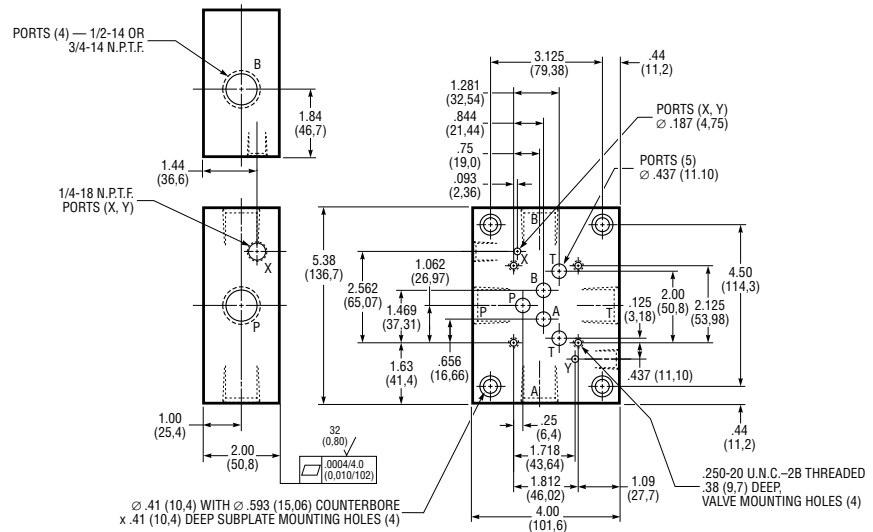 PORTS (4) — 1/2-14 OR
3/4-14 N.P.T.F.
B
1.84
(46,7)
1.44
(36,6)
1/4-18 N.P.T.F.
PORTS (X, Y)
X
P
1.00
(25,4)
2.00
(50,8)
32
(0,80)
.0004/4.0
(0,010/102)
Ø .41 (10,4) WITH Ø .593 (15,06) COUNTERBORE
x .41 (10,4) DEEP SUBPLATE MOUNTING HOLES (4)
3.125
(79,38)
.44
(11,2)
1.281
(32,54)
.844
(21,44)
.75
(19,0)
.093
(2,36)
PORTS (X, Y)
Ø .187 (4,75)
PORTS (5)
Ø .437 (11.10)
5.38
(136,7)
2.562
(65,07)
1.062
(26,97)
1.469
(37,31)
.656
(16,66)
1.63
(41,4)
B
X
T
B
P
P
A
T
T
Y
A
.125
(3,18)
2.00
(50,8)
2.125
(53,98)
4.50
(114,3)
.437 (11,10)
.44
(11,2)
.25
(6,4)
1.718
(43,64)
1.812
(46,02)
1.09
(27,7)
4.00
(101,6)
.250-20 U.N.C.–2B THREADED
.38 (9,7) DEEP,
VALVE MOUNTING HOLES (4)